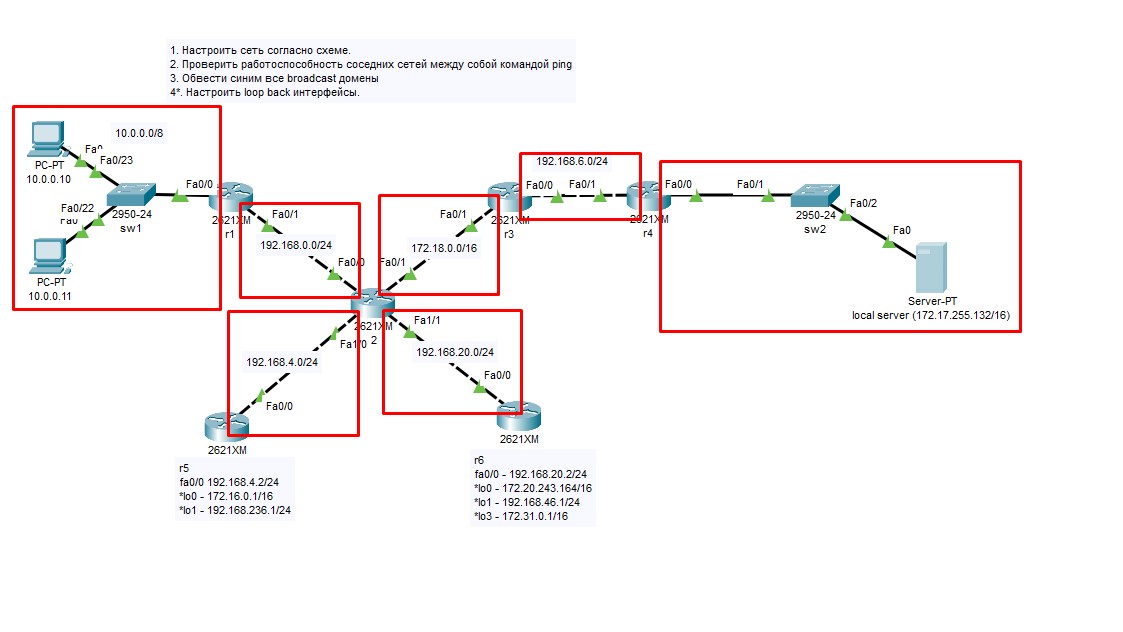 1. Настроить сеть согласно схеме.
2. Проверить работоспособность соседних сетей между собой командой ping
3. Обвести синим все broadcast домены
4*. Настроить loop back интерфейсы.
10.0.0.0/8
Fa0/23
PC-PT
10.0.0.10
Fa0/22
2950-24
sw1
PC-PT
10.0.0.11
Fa0/0
2621XM
r1
Fa0/1
192.168.0.0/24
Fa0/0
Fa0/1
172.18.0.0/16
Fa0/1
2621XM
r3
192.168.6.0/24
Fa0/0
Fa0/1
2621XM
r4
Fa0/0
Fa0/1
2950-24
sw2
Fa0/2
Fa0
Server-PT
local server (172.17.255.132/16)
2621XM
2
Fa1/0
Fa1/1
192.168.4.0/24
192.168.20.0/24
Fa0/0
Fa0/0
2621XM
2621XM
r5
fa0/0 192.168.4.2/24
*lo0 - 172.16.0.1/16
*lo1 - 192.168.236.1/24
r6
fa0/0 - 192.168.20.2/24
*lo0 - 172.20.243.164/16
*lo1 - 192.168.46.1/24
*lo3 - 172.31.0.1/16